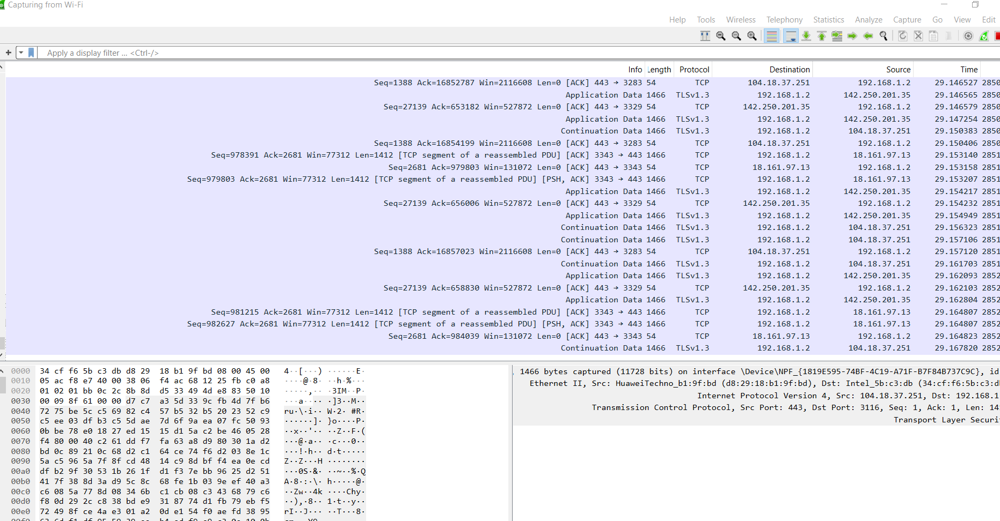 Capturing from Wi-Fi
Help Tools Wireless Telephony Statistics Analyze Capture Go View Edit
Apply a display filter ... <Ctrl-/>
Info Length Protocol Destination Source Time
Seq=1388 Ack=16852787 Win=2116608 Len=0 [ACK] 443 → 3283 54 TCP 104.18.37.251 192.168.1.2 29.146527 2850
Application Data 1466 TLSv1.3 192.168.1.2 142.250.201.35 29.146565 2850
Seq=27139 Ack=653182 Win=527872 Len=0 [ACK] 443 → 3329 54 TCP 142.250.201.35 192.168.1.2 29.146579 2850
Application Data 1466 TLSv1.3 192.168.1.2 142.250.201.35 29.147254 2850
Continuation Data 1466 TLSv1.3 192.168.1.2 104.18.37.251 29.150383 2850
Seq=1388 Ack=16854199 Win=2116608 Len=0 [ACK] 443 → 3283 54 TCP 104.18.37.251 192.168.1.2 29.150406 2850
Seq=978391 Ack=2681 Win=77312 Len=1412 [TCP segment of a reassembled PDU] [ACK] 3343 → 443 1466 TCP 192.168.1.2 18.161.97.13 29.153140 2851
Seq=2681 Ack=979803 Win=131072 Len=0 [ACK] 443 → 3343 54 TCP 18.161.97.13 192.168.1.2 29.153158 2851
Seq=979803 Ack=2681 Win=77312 Len=1412 [TCP segment of a reassembled PDU] [PSH, ACK] 3343 → 443 1466 TCP 192.168.1.2 18.161.97.13 29.153207 2851
Application Data 1466 TLSv1.3 192.168.1.2 142.250.201.35 29.154217 2851
Seq=27139 Ack=656006 Win=527872 Len=0 [ACK] 443 → 3329 54 TCP 142.250.201.35 192.168.1.2 29.154232 2851
Application Data 1466 TLSv1.3 192.168.1.2 142.250.201.35 29.154949 2851
Continuation Data 1466 TLSv1.3 192.168.1.2 104.18.37.251 29.156323 2851
Continuation Data 1466 TLSv1.3 192.168.1.2 104.18.37.251 29.157106 2851
Seq=1388 Ack=16857023 Win=2116608 Len=0 [ACK] 443 → 3283 54 TCP 104.18.37.251 192.168.1.2 29.157120 2851
Continuation Data 1466 TLSv1.3 192.168.1.2 104.18.37.251 29.161703 2851
Application Data 1466 TLSv1.3 192.168.1.2 142.250.201.35 29.162093 2852
Seq=27139 Ack=658830 Win=527872 Len=0 [ACK] 443 → 3329 54 TCP 142.250.201.35 192.168.1.2 29.162103 2852
Application Data 1466 TLSv1.3 192.168.1.2 142.250.201.35 29.162804 2852
Seq=981215 Ack=2681 Win=77312 Len=1412 [TCP segment of a reassembled PDU] [ACK] 3343 → 443 1466 TCP 192.168.1.2 18.161.97.13 29.164807 2852
Seq=982627 Ack=2681 Win=77312 Len=1412 [TCP segment of a reassembled PDU] [PSH, ACK] 3343 → 443 1466 TCP 192.168.1.2 18.161.97.13 29.164807 2852
Seq=2681 Ack=984039 Win=131072 Len=0 [ACK] 443 → 3343 54 TCP 18.161.97.13 192.168.1.2 29.164823 2852
Continuation Data 1466 TLSv1.3 192.168.1.2 104.18.37.251 29.167820 2852
0000 34 cf f6 5b c3 db d8 29 18 b1 9f bd 08 00 45 00 4··[···) ······E·
0010 05 ac f8 e7 40 00 38 06 f4 ac 68 12 25 fb c0 a8 ····@·8· ··h·%···
0020 01 02 01 bb 0c 2c 8b 8d d5 33 49 4d e8 83 50 10 ·····,·· ·3IM··P·
0030 00 09 8f 61 00 00 d7 c7 a3 5d 33 9c fb 4d 7f b6 ···a···· ·]3··M··
0040 72 75 be 5c c5 69 82 c4 57 b5 32 b5 20 23 52 c9 ru·\·i·· W·2· #R·
0050 c5 ee 03 df b3 c5 5d ae 7d 6f 9a ea 07 fc 50 93 ······]· }o····P·
0060 0b be 78 e0 18 27 ed 15 15 d1 5a c2 be 46 05 28 ··x··'·· ··Z··F·(
0070 f4 80 00 40 c2 61 dd f7 fa 63 a8 d9 80 30 1a d2 ···@·a·· ·c···0··
0080 bd 0c 89 21 0c 68 d2 c1 64 ce 74 f6 d2 03 8e 1c ···!·h·· d·t·····
0090 5a c5 96 5a 7f 8f cd 48 14 c9 8d bf f4 ea 0e cd Z··Z···H ········
00a0 df b2 9f 30 53 1b 26 1f d1 f3 7e bb 96 25 d2 51 ···0S·&· ··~··%·Q
00b0 41 7f 38 8d 3a d9 5c 8c 68 fe 1b 03 9e ef 40 a3 A·8·:·\· h·····@·
00c0 c6 08 5a 77 8d 08 34 6b c1 cb 08 c3 43 68 79 c6 ··Zw··4k ····Chy·
00d0 f8 0d 29 2c c8 38 bd e9 31 87 74 d1 fb 79 eb f5 ··),·8·· 1·t··y··
00e0 72 49 8f ce 4a e3 01 a2 0d e1 54 f0 ae fd 38 95 rI··J··· ··T···8·
1466 bytes captured (11728 bits) on interface \Device\NPF_{1819E595-74BF-4C19-A71F-B7F84B737C9C}, id
Ethernet II, Src: HuaweiTechno_b1:9f:bd (d8:29:18:b1:9f:bd), Dst: Intel_5b:c3:db (34:cf:f6:5b:c3:db
Internet Protocol Version 4, Src: 104.18.37.251, Dst: 192.168.1
Transmission Control Protocol, Src Port: 443, Dst Port: 3116, Seq: 1, Ack: 1, Len: 14
Transport Layer Securi